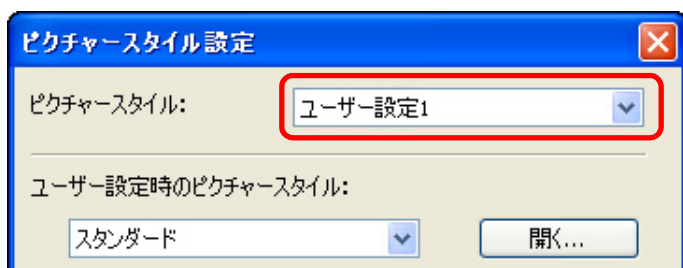 ピクチャースタイル設定
ピクチャースタイル: ユーザー設定1
ユーザー設定時のピクチャースタイル:
スタンダード 開く...